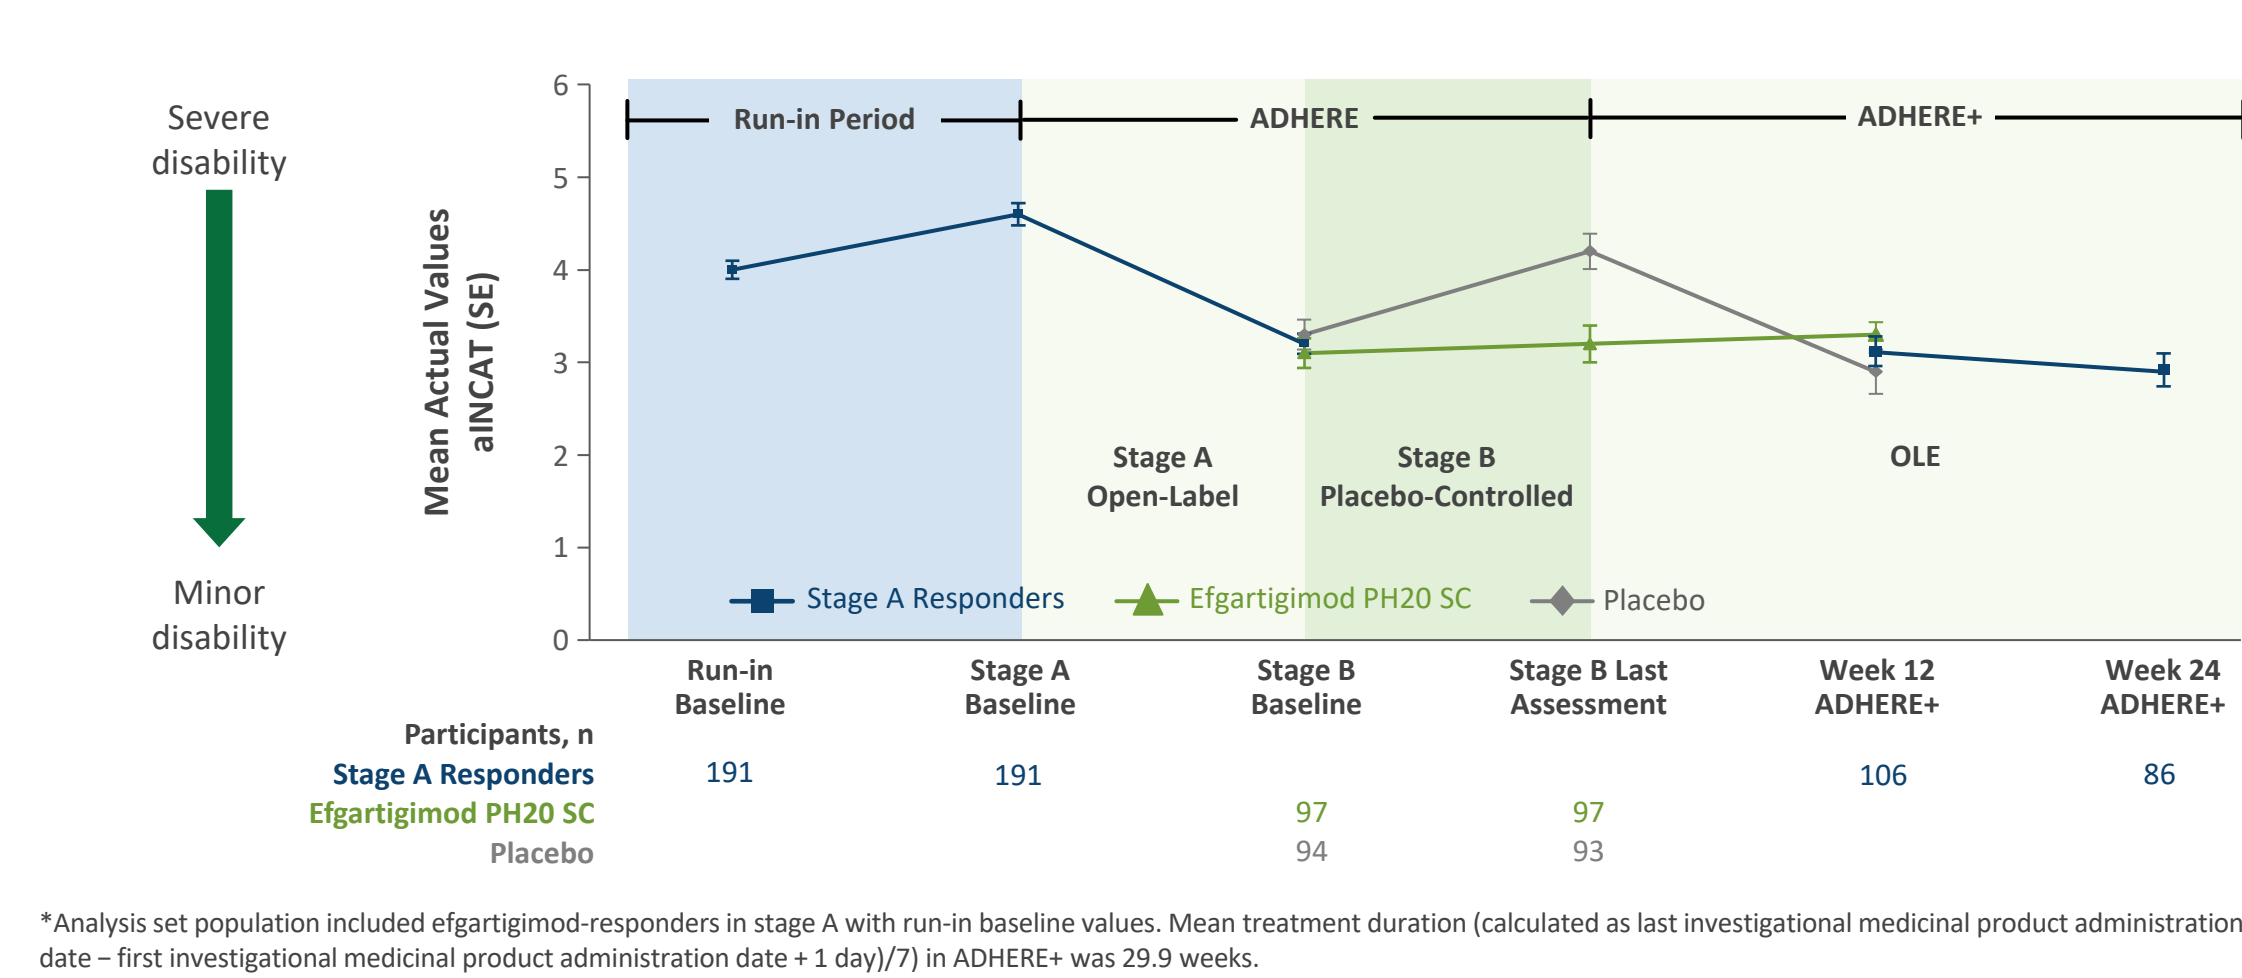 Severe
disability
Minor
disability
Mean Actual Values
aINCAT (SE)
6
5
4
3
2
1
0
Run-in Period
ADHERE
ADHERE+
Stage A
Open-Label
Stage B
Placebo-Controlled
OLE
Stage A Responders
Efgartigimod PH20 SC
Placebo
Run-in
Baseline
Stage A
Baseline
Stage B
Baseline
Stage B Last
Assessment
Week 12
ADHERE+
Week 24
ADHERE+
Participants, n
Stage A Responders 191 191 106 86
Efgartigimod PH20 SC 97 97
Placebo 94 93
*Analysis set population included efgartigimod-responders in stage A with run-in baseline values. Mean treatment duration (calculated as last investigational medicinal product administration
date − first investigational medicinal product administration date + 1 day)/7) in ADHERE+ was 29.9 weeks.